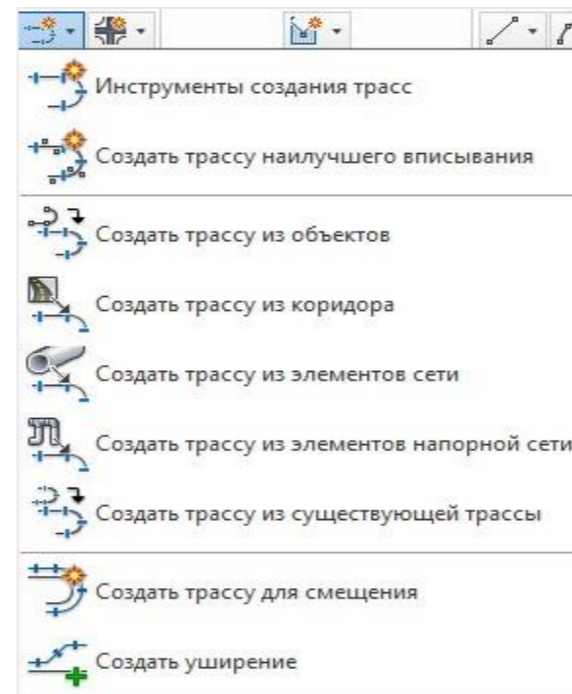 Инструменты создания трасс
Создать трассу наилучшего вписывания
Создать трассу из объектов
Создать трассу из коридора
Создать трассу из элементов сети
Создать трассу из элементов напорной сети
Создать трассу из существующей трассы
Создать трассу для смещения
Создать уширение